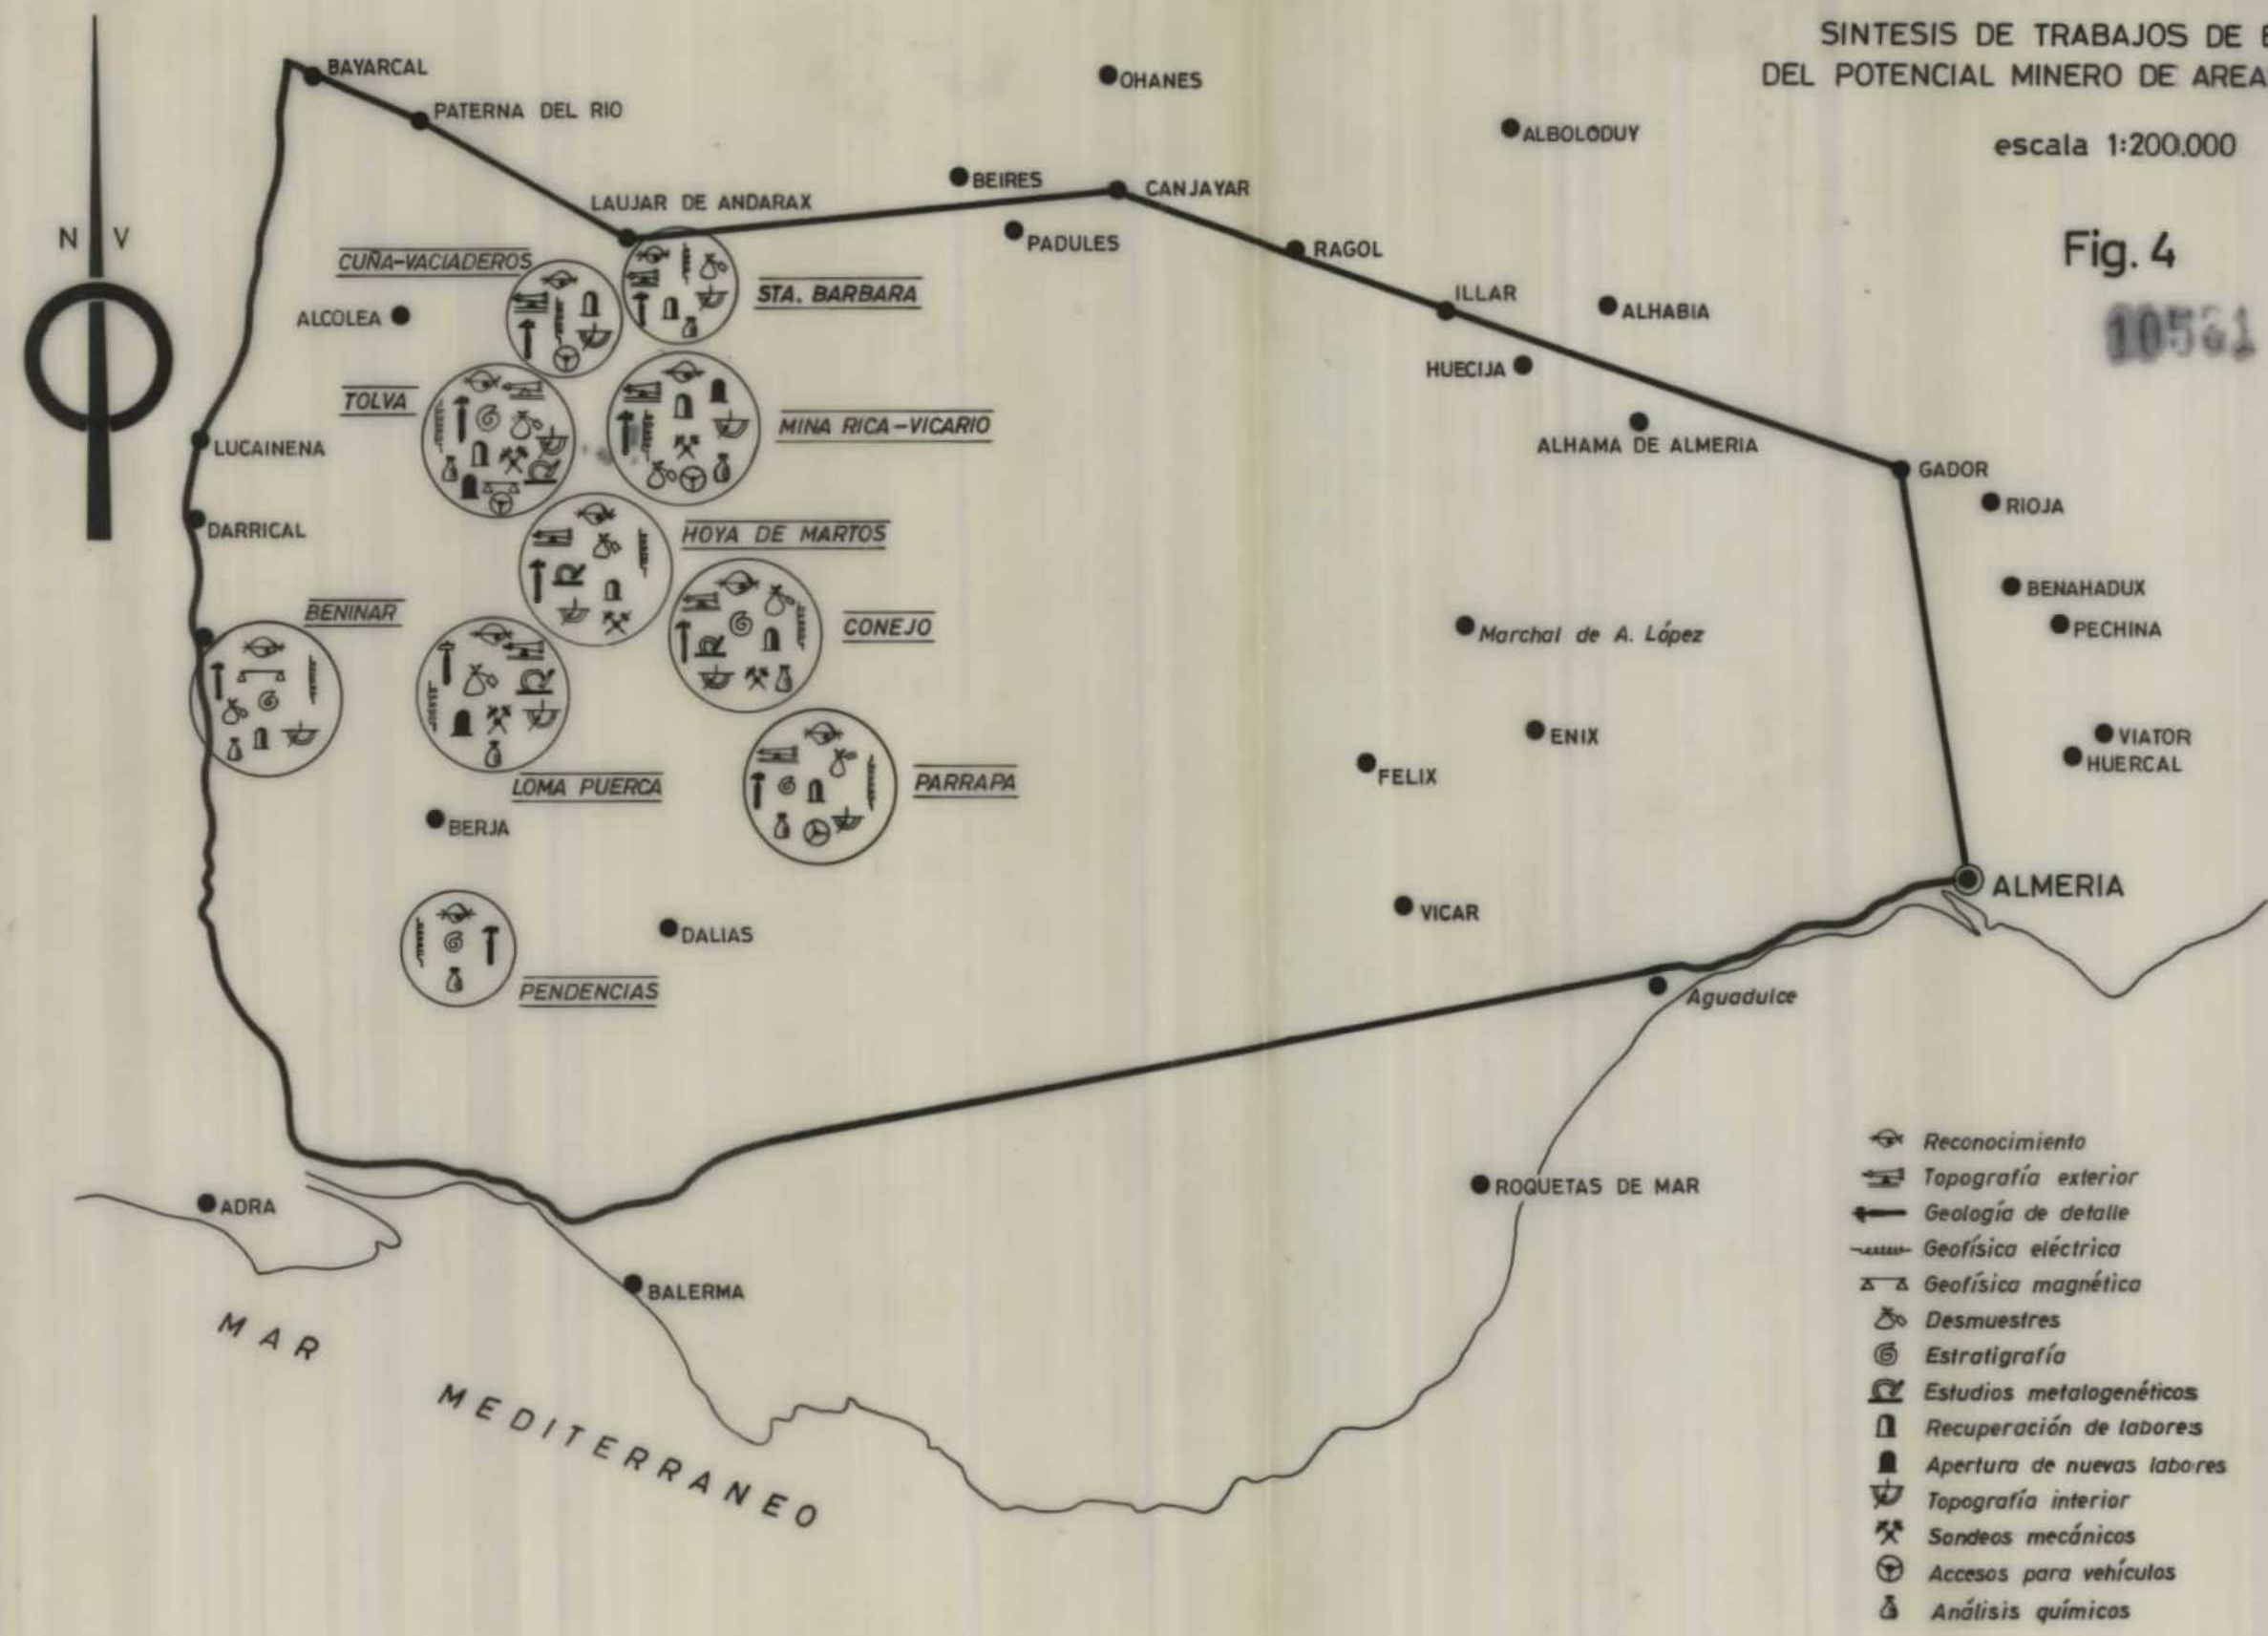 SINTESIS DE TRABAJOS DE
DEL POTENCIAL MINERO DE AREA
escala 1:200.000
Fig. 4
N V
BAYARCAL
PATERNA DEL RIO
OHANES
ALBOLODUY
BEIRES
CANJAYAR
LAUJAR DE ANDARAX
PADULES
RAGOL
CUÑA-VACIADEROS
STA. BARBARA
ILLAR
ALHABIA
ALCOLEA
HUECIJA
TOLVA
MINA RICA-VICARIO
ALHAMA DE ALMERIA
LUCAINENA
GADOR
RIOJA
DARRICAL
HOYA DE MARTOS
BENAHADUX
BENINAR
CONEJO
Marchal de A. López
PECHINA
ENIX
VIATOR
HUERCAL
FELIX
LOMA PUERCA
PARRAPA
BERJA
ALMERIA
VICAR
DALIAS
PENDENCIAS
Aguadulce
ROQUETAS DE MAR
ADRA
BALERMA
MAR
MEDITERRANEO
Reconocimiento
Topografía exterior
Geología de detalle
Geofísica eléctrica
Geofísica magnética
Desmuestres
Estratigrafía
Estudios metalogenéticos
Recuperación de labores
Apertura de nuevas labores
Topografía interior
Sondeos mecánicos
Accesos para vehículos
Análisis químicos